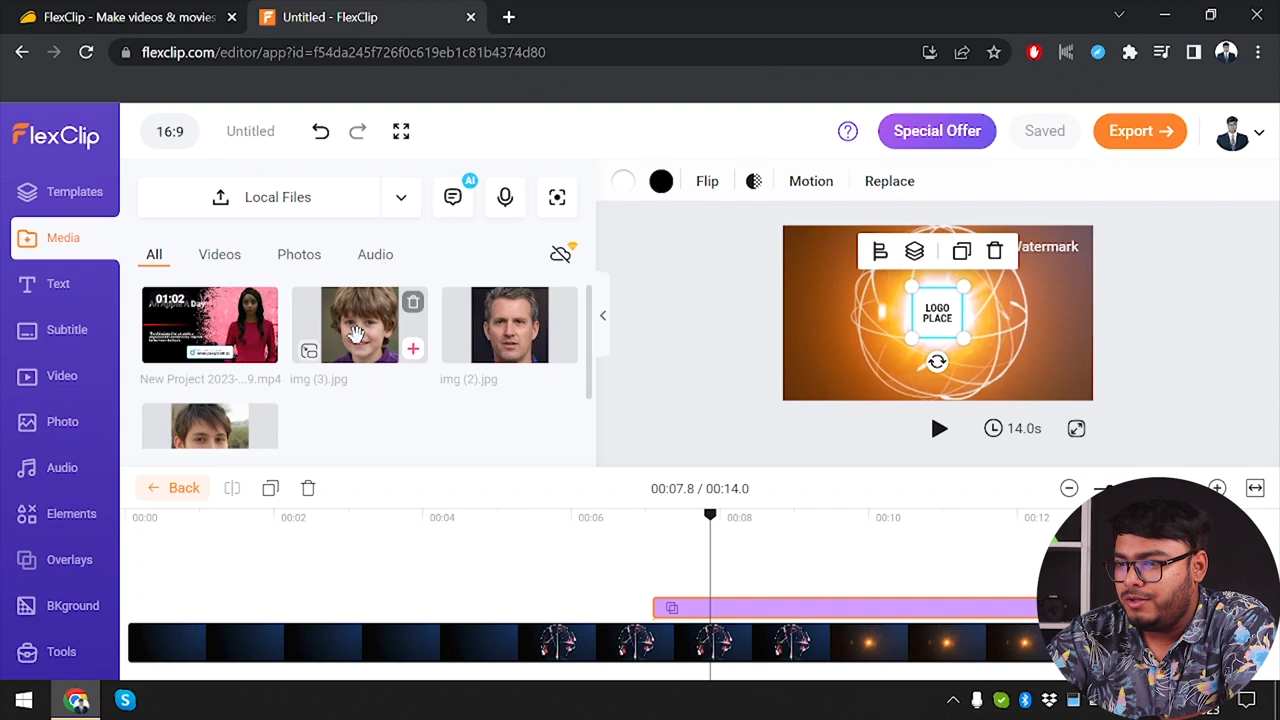 FlexClip - Make videos & movies
Untitled - FlexClip
flexclip.com/editor/app?id=f54da245f726f0c619eb1c81b4374d80
FlexClip
16:9
Untitled
Special Offer
Saved
Export
Templates
Media
Text
Subtitle
Video
Photo
Audio
Elements
Overlays
BKground
Tools
Local Files
AI
All
Videos
Photos
Audio
01:02
New Project 2023-...9.mp4
img (3).jpg
img (2).jpg
Flip
Motion
Replace
Watermark
LOGO
PLACE
14.0s
Back
00:07.8 / 00:14.0
00:00
00:02
00:04
00:06
00:08
00:10
00:12